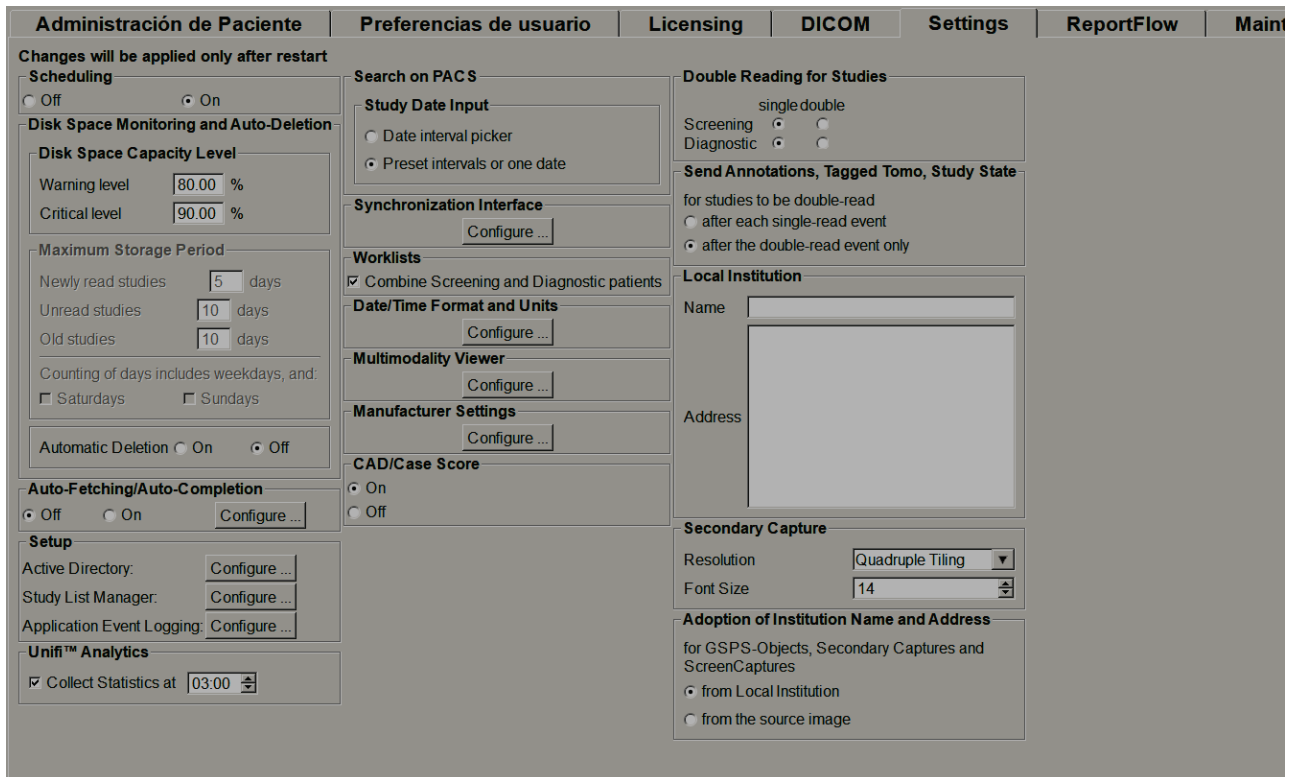 Administración de Paciente
Preferencias de usuario
Licensing
DICOM
Settings
ReportFlow
Maint
Changes will be applied only after restart
Scheduling
Off On
Disk Space Monitoring and Auto-Deletion
Disk Space Capacity Level
Warning level 80.00 %
Critical level 90.00 %
Maximum Storage Period
Newly read studies 5 days
Unread studies 10 days
Old studies 10 days
Counting of days includes weekdays, and:
Saturdays Sundays
Automatic Deletion On Off
Auto-Fetching/Auto-Completion
Off On Configure ...
Setup
Active Directory: Configure ...
Study List Manager: Configure ...
Application Event Logging: Configure ...
Unifi™ Analytics
Collect Statistics at 03:00
Search on PACS
Study Date Input
Date interval picker
Preset intervals or one date
Synchronization Interface
Configure ...
Worklists
Combine Screening and Diagnostic patients
Date/Time Format and Units
Configure ...
Multimodality Viewer
Configure ...
Manufacturer Settings
Configure ...
CAD/Case Score
On
Off
Double Reading for Studies
single double
Screening
Diagnostic
Send Annotations, Tagged Tomo, Study State
for studies to be double-read
after each single-read event
after the double-read event only
Local Institution
Name
Address
Secondary Capture
Resolution Quadruple Tiling
Font Size 14
Adoption of Institution Name and Address
for GSPS-Objects, Secondary Captures and
ScreenCaptures
from Local Institution
from the source image